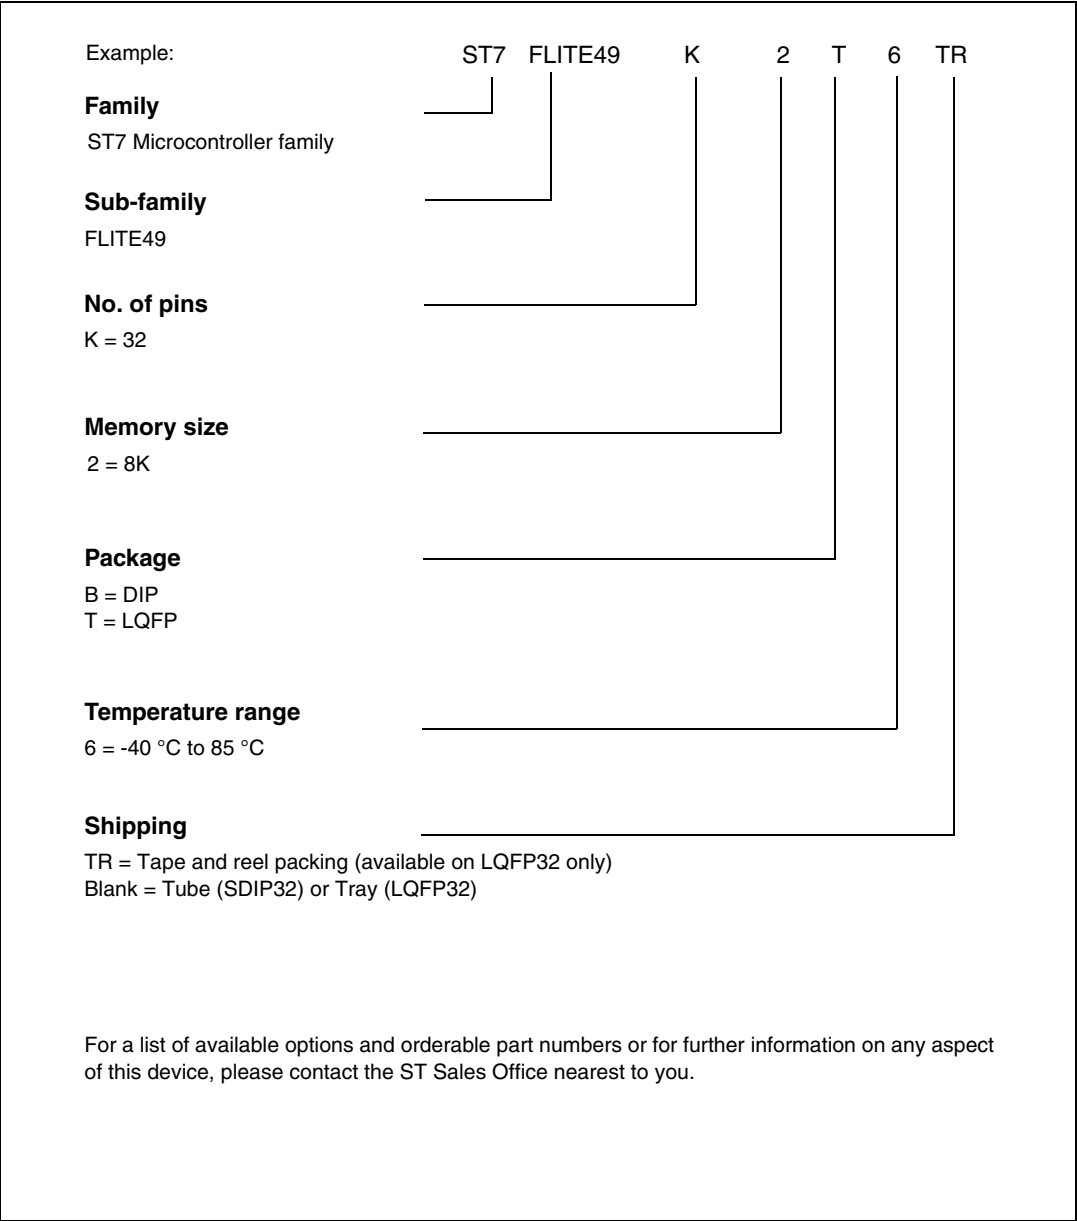 Example: ST7 FLITE49 K 2 T 6 TR
Family
ST7 Microcontroller family
Sub-family
FLITE49
No. of pins
K = 32
Memory size
2 = 8K
Package
B = DIP
T = LQFP
Temperature range
6 = -40 °C to 85 °C
Shipping
TR = Tape and reel packing (available on LQFP32 only)
Blank = Tube (SDIP32) or Tray (LQFP32)
For a list of available options and orderable part numbers or for further information on any aspect
of this device, please contact the ST Sales Office nearest to you.